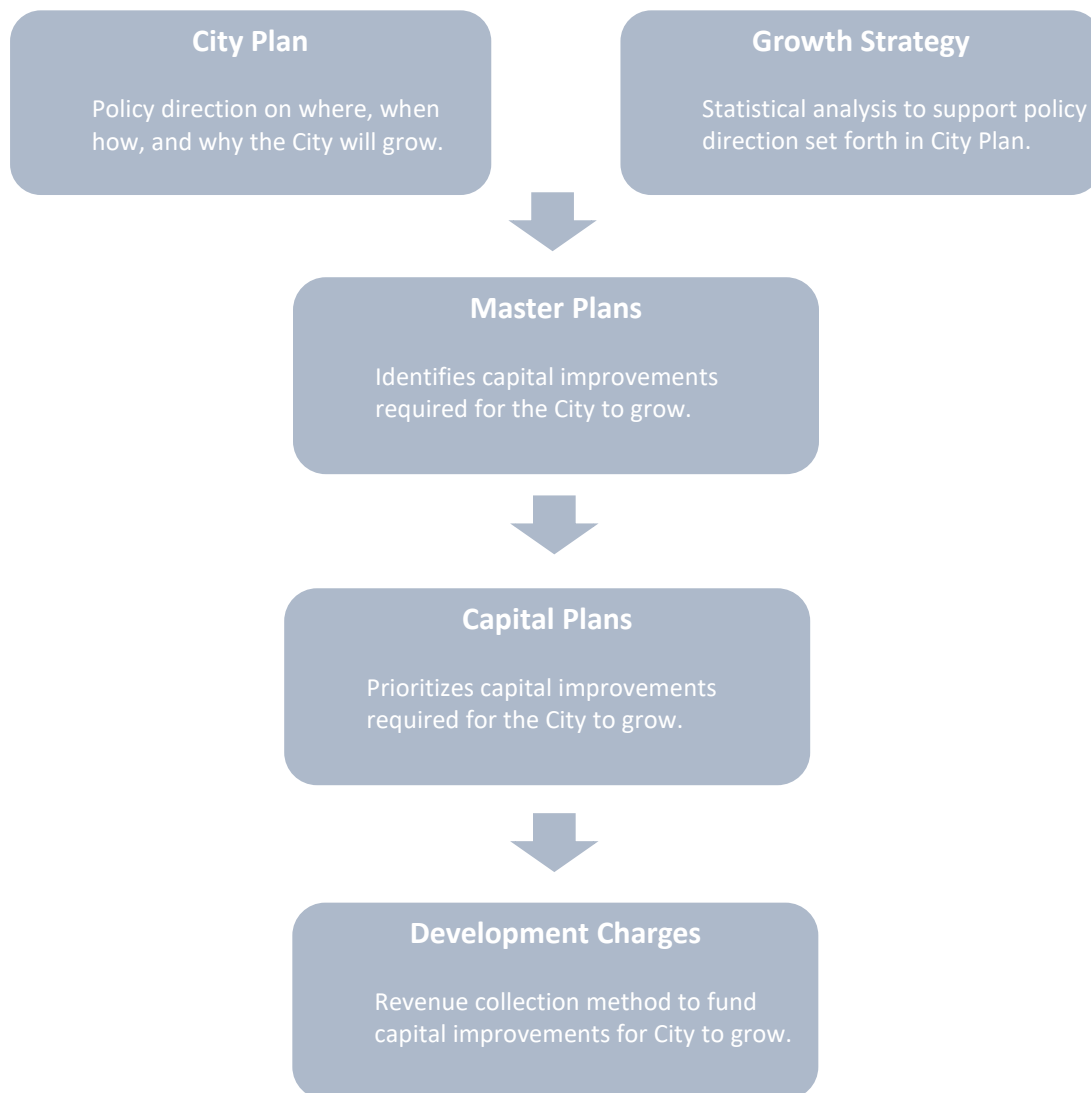 City Plan
Policy direction on where, when
how, and why the City will grow.
Growth Strategy
Statistical analysis to support policy
direction set forth in City Plan.
Master Plans
Identifies capital improvements
required for the City to grow.
Capital Plans
Prioritizes capital improvements
required for the City to grow.
Development Charges
Revenue collection method to fund
capital improvements for City to grow.